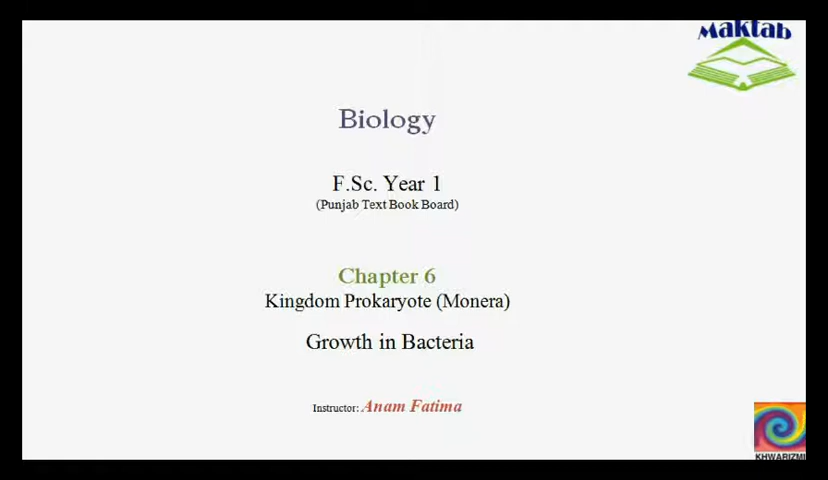 Maktab
Biology
F.Sc. Year 1
(Punjab Text Book Board)
Chapter 6
Kingdom Prokaryote (Monera)
Growth in Bacteria
Instructor: Anam Fatima
KHWARIZMI